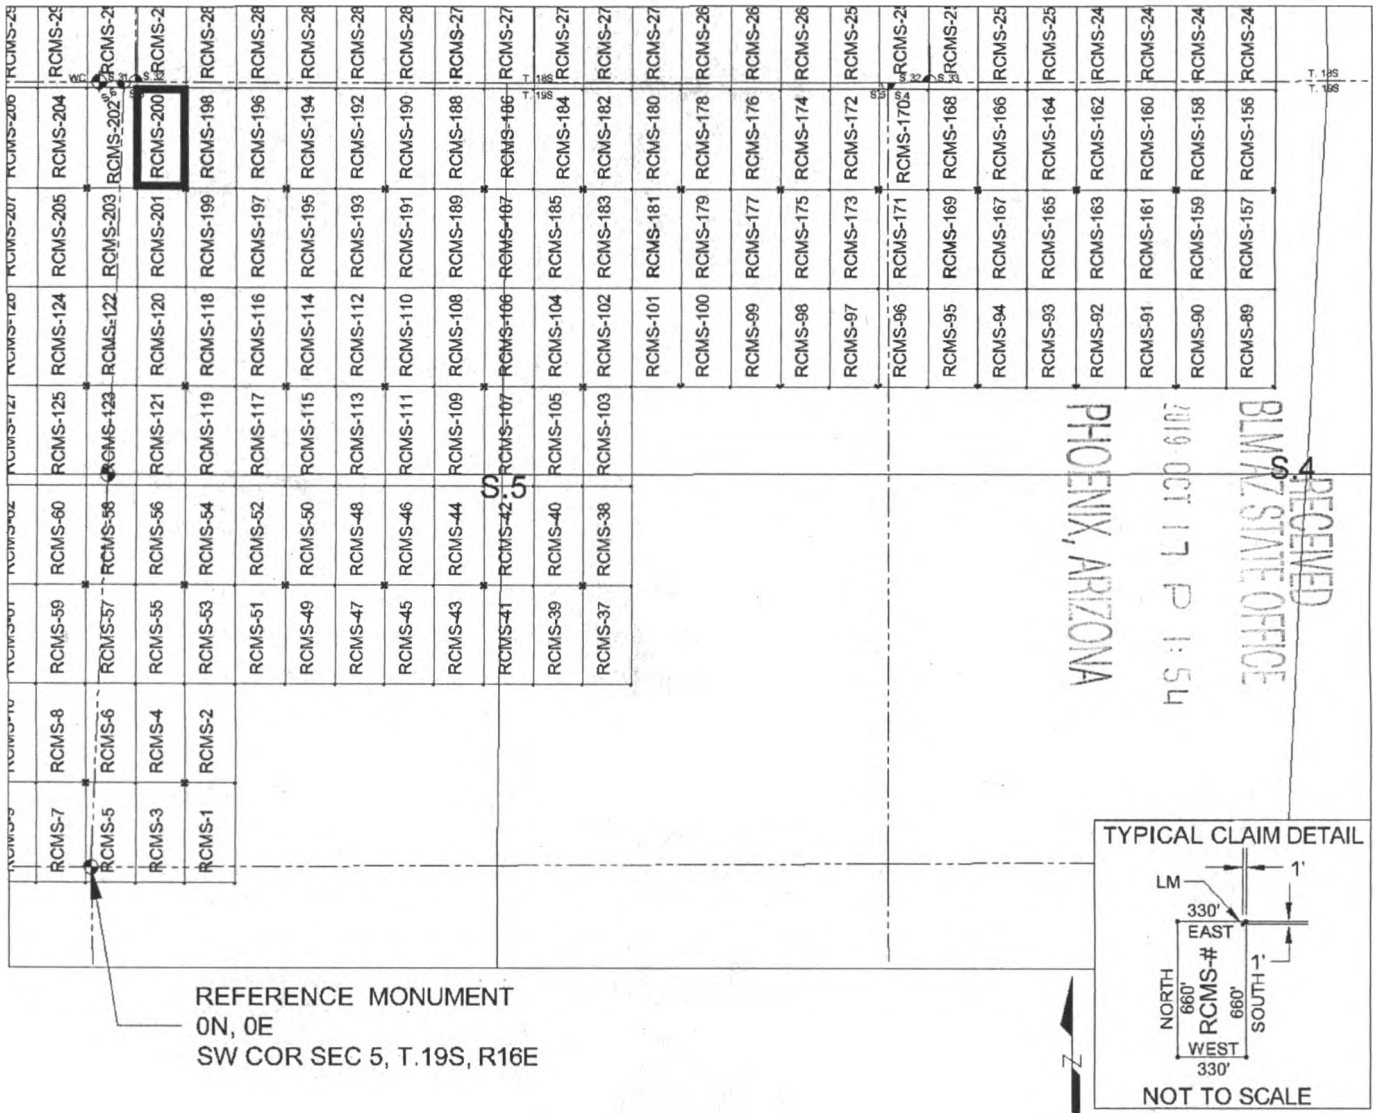 RCMS-204 RCMS-202 RCMS-200 RCMS-198 RCMS-196 RCMS-194 RCMS-192 RCMS-190 RCMS-188 RCMS-186 RCMS-184 RCMS-182 RCMS-180 RCMS-178 RCMS-176 RCMS-174 RCMS-172 RCMS-170 RCMS-168 RCMS-166 RCMS-164 RCMS-162 RCMS-160 RCMS-158 RCMS-156
WC S.31 S.32 T. 18S S.32 S.33 T. 18S
T. 19S S.5 S.4 T. 19S
RCMS-205 RCMS-203 RCMS-201 RCMS-199 RCMS-197 RCMS-195 RCMS-193 RCMS-191 RCMS-189 RCMS-187 RCMS-185 RCMS-183 RCMS-181 RCMS-179 RCMS-177 RCMS-175 RCMS-173 RCMS-171 RCMS-169 RCMS-167 RCMS-165 RCMS-163 RCMS-161 RCMS-159 RCMS-157
RCMS-124 RCMS-122 RCMS-120 RCMS-118 RCMS-116 RCMS-114 RCMS-112 RCMS-110 RCMS-108 RCMS-106 RCMS-104 RCMS-102 RCMS-101 RCMS-100 RCMS-99 RCMS-98 RCMS-97 RCMS-96 RCMS-95 RCMS-94 RCMS-93 RCMS-92 RCMS-91 RCMS-90 RCMS-89
RCMS-125 RCMS-123 RCMS-121 RCMS-119 RCMS-117 RCMS-115 RCMS-113 RCMS-111 RCMS-109 RCMS-107 RCMS-105 RCMS-103
S.5 S.4
RCMS-60 RCMS-58 RCMS-56 RCMS-54 RCMS-52 RCMS-50 RCMS-48 RCMS-46 RCMS-44 RCMS-42 RCMS-40 RCMS-38
RCMS-59 RCMS-57 RCMS-55 RCMS-53 RCMS-51 RCMS-49 RCMS-47 RCMS-45 RCMS-43 RCMS-41 RCMS-39 RCMS-37
RCMS-8 RCMS-6 RCMS-4 RCMS-2
RCMS-7 RCMS-5 RCMS-3 RCMS-1
RECEIVED
BLM AZ STATE OFFICE
2019 OCT 17 P 1:54
PHOENIX, ARIZONA
REFERENCE MONUMENT
0N, 0E
SW COR SEC 5, T.19S, R16E
Z
TYPICAL CLAIM DETAIL
1'
LM
330'
EAST
1'
NORTH
660'
RCMS-#
660'
SOUTH
WEST
330'
NOT TO SCALE